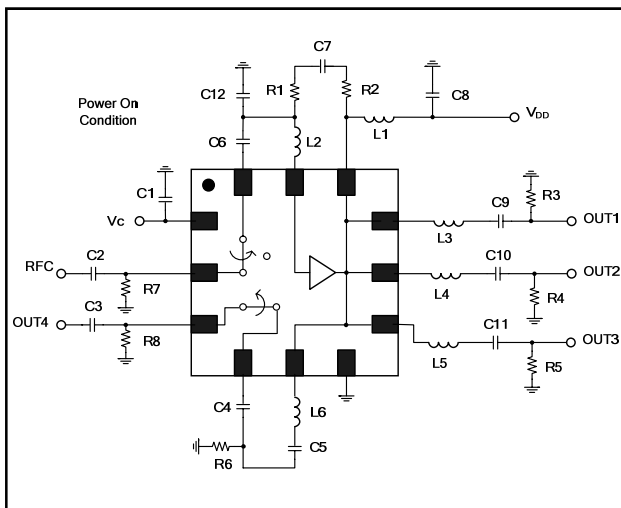 C7
C12
R1
R2
C8
Power On
Condition
VDD
C6
L2
L1
C1
R3
Vc
C9
OUT1
L3
RFC
C2
C10
OUT2
R7
L4
R4
OUT4
C3
C11
OUT3
R8
L5
R5
C4
L6
R6
C5